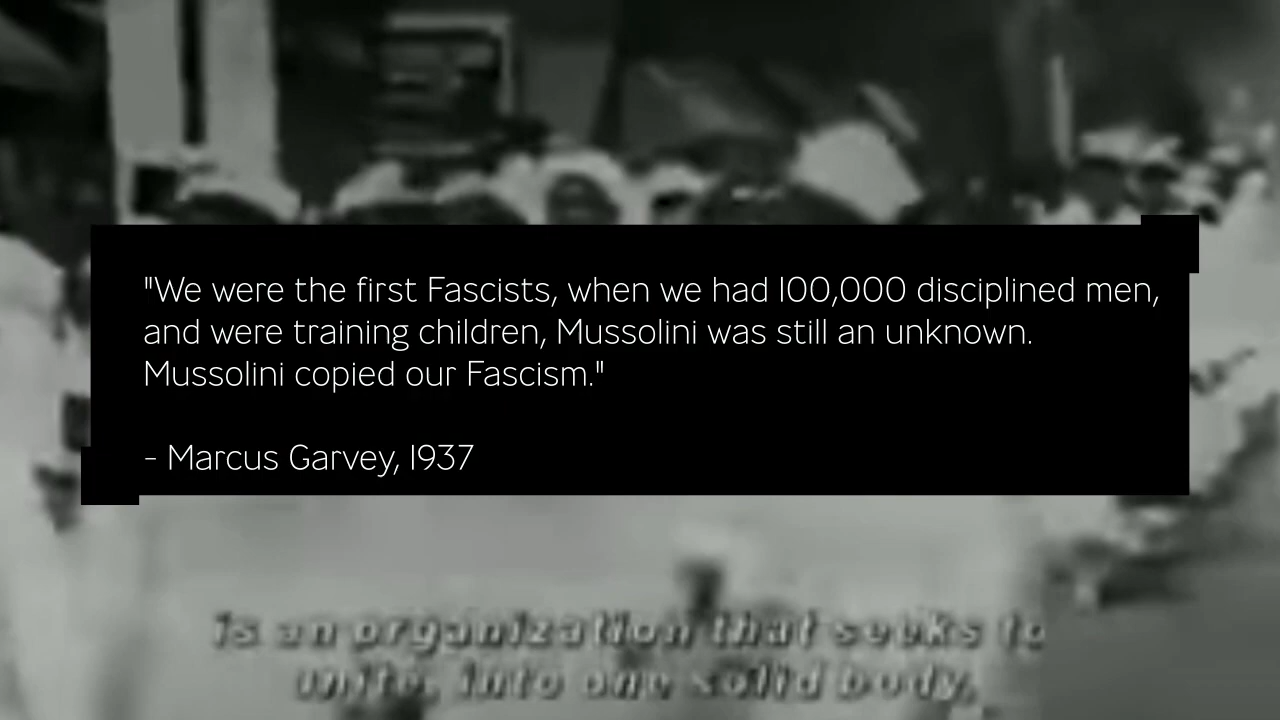 "We were the first Fascists, when we had 100,000 disciplined men,
and were training children, Mussolini was still an unknown.
Mussolini copied our Fascism."
- Marcus Garvey, 1937
is an organization that seeks to
unite, into one solid body,